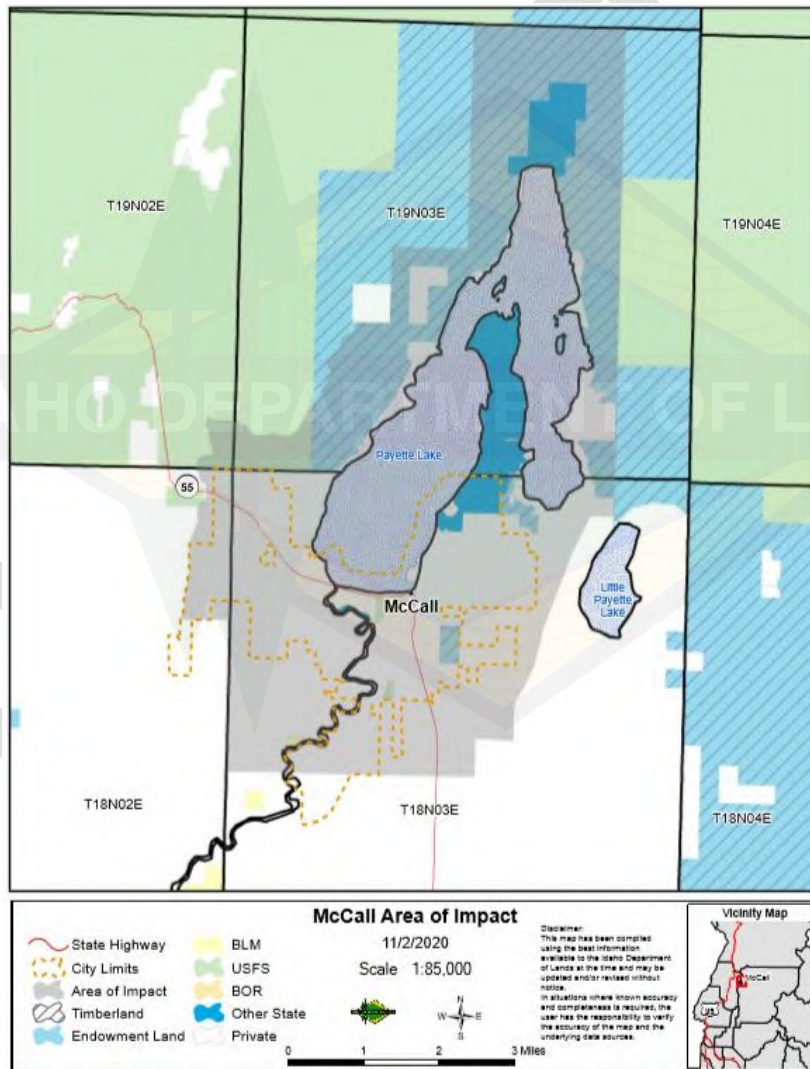 T19N02E
T19N03E
T19N04E
IDAHO DEPARTMENT OF L
Payette Lake
55
McCall
Little
Payette
Lake
T18N02E
T18N03E
T18N04E
McCall Area of Impact
11/2/2020
Scale 1:85,000
State Highway
City Limits
Area of Impact
Timberland
Endowment Land
BLM
USFS
BOR
Other State
Private
N
W E
S
0 1 2 3 Miles
Disclaimer:
This map has been compiled
using the best information
available to the Idaho Department
of Lands at the time and may be
updated and/or revised without
notice.
In situations where known accuracy
and completeness is required, the
user has the responsibility to verify
the accuracy of the map and the
underlying data sources.
Vicinity Map
McCall